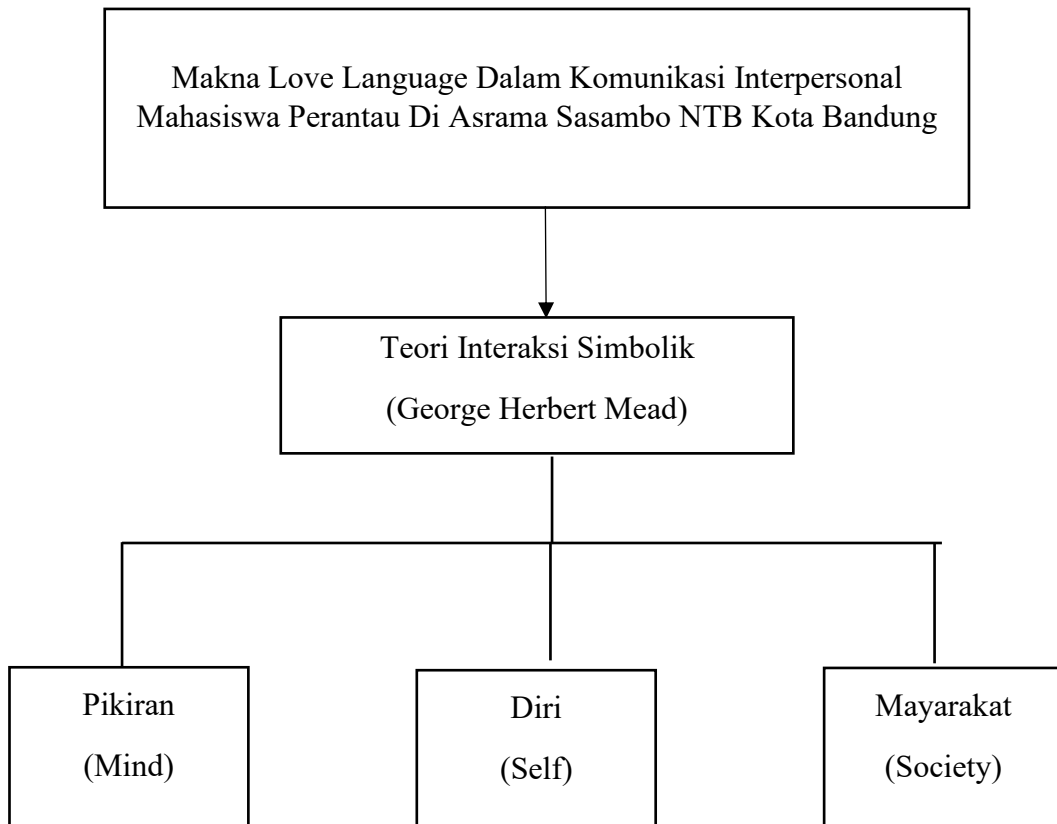 Makna Love Language Dalam Komunikasi Interpersonal
Mahasiswa Perantau Di Asrama Sasambo NTB Kota Bandung
Teori Interaksi Simbolik
(George Herbert Mead)
Pikiran
(Mind)
Diri
(Self)
Mayarakat
(Society)